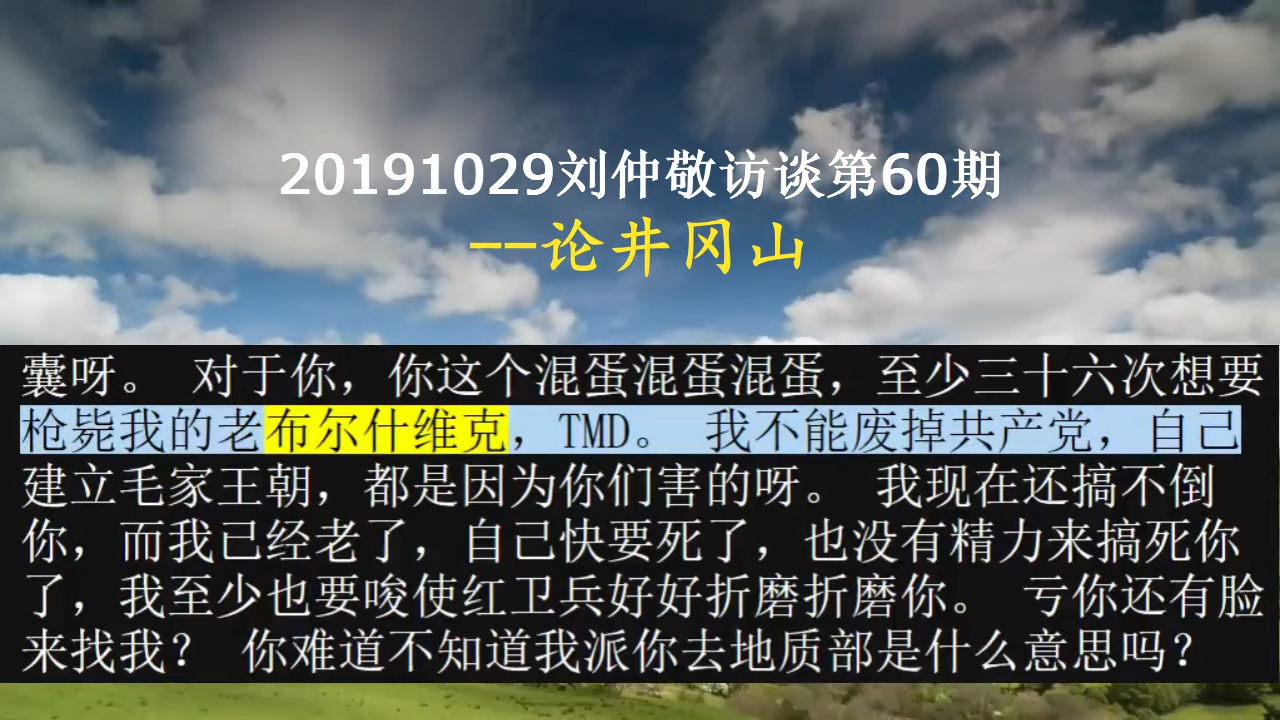 20191029刘仲敬访谈第60期
--论井冈山
囊呀。 对于你，你这个混蛋混蛋混蛋，至少三十六次想要
枪毙我的老布尔什维克，TMD。 我不能废掉共产党，自己
建立毛家王朝，都是因为你们害的呀。 我现在还搞不倒
你，而我已经老了，自己快要死了，也没有精力来搞死你
了，我至少也要唆使红卫兵好好折磨折磨你。 亏你还有脸
来找我？ 你难道不知道我派你去地质部是什么意思吗？